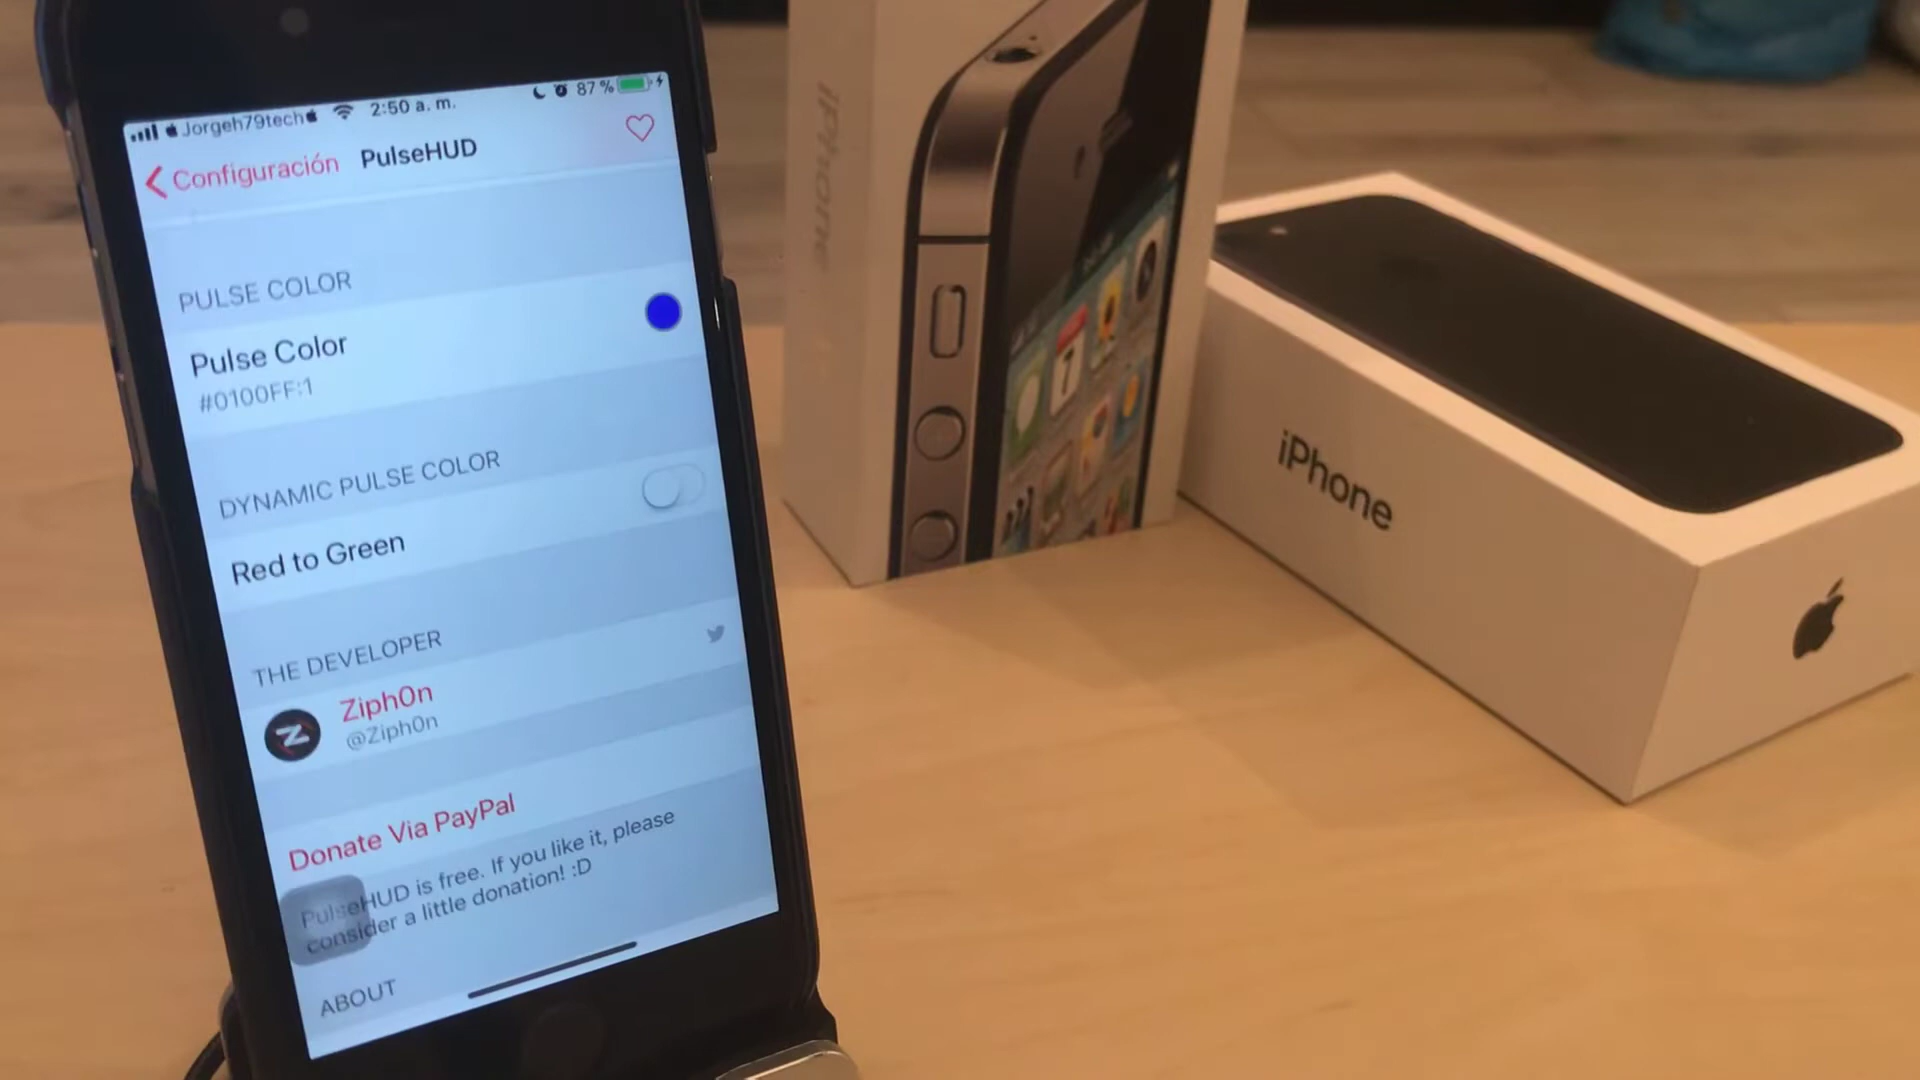 Jorgeh79tech 2:50 a. m. 87 %
Configuración PulseHUD
PULSE COLOR
Pulse Color
#0100FF:1
DYNAMIC PULSE COLOR
Red to Green
THE DEVELOPER
Ziph0n
@Ziph0n
Donate Via PayPal
PulseHUD is free. If you like it, please
consider a little donation! :D
ABOUT
iPhone
7
iPhone